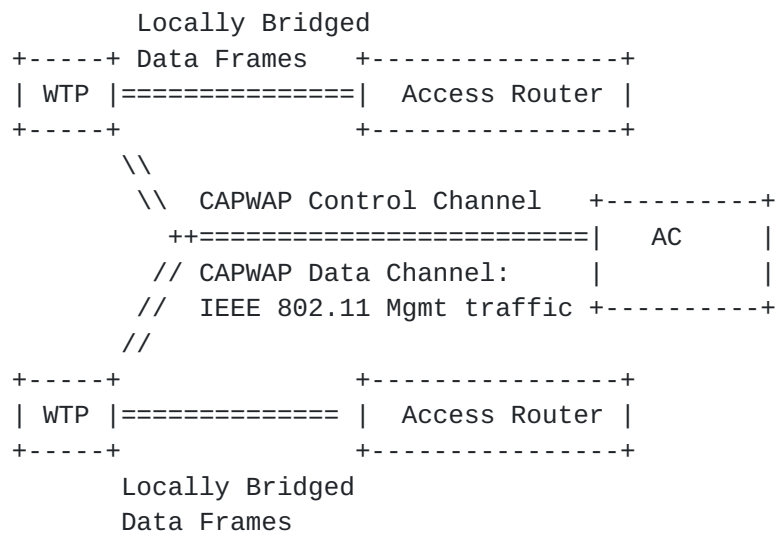 Locally Bridged
+-----+ Data Frames   +----------------+
| WTP |===============|  Access Router |
+-----+               +----------------+
       \\
        \\  CAPWAP Control Channel   +----------+
          ++=========================|   AC     |
         // CAPWAP Data Channel:     |          |
        //  IEEE 802.11 Mgmt traffic +----------+
       //
+-----+               +----------------+
| WTP |============== |  Access Router |
+-----+               +----------------+
       Locally Bridged
       Data Frames